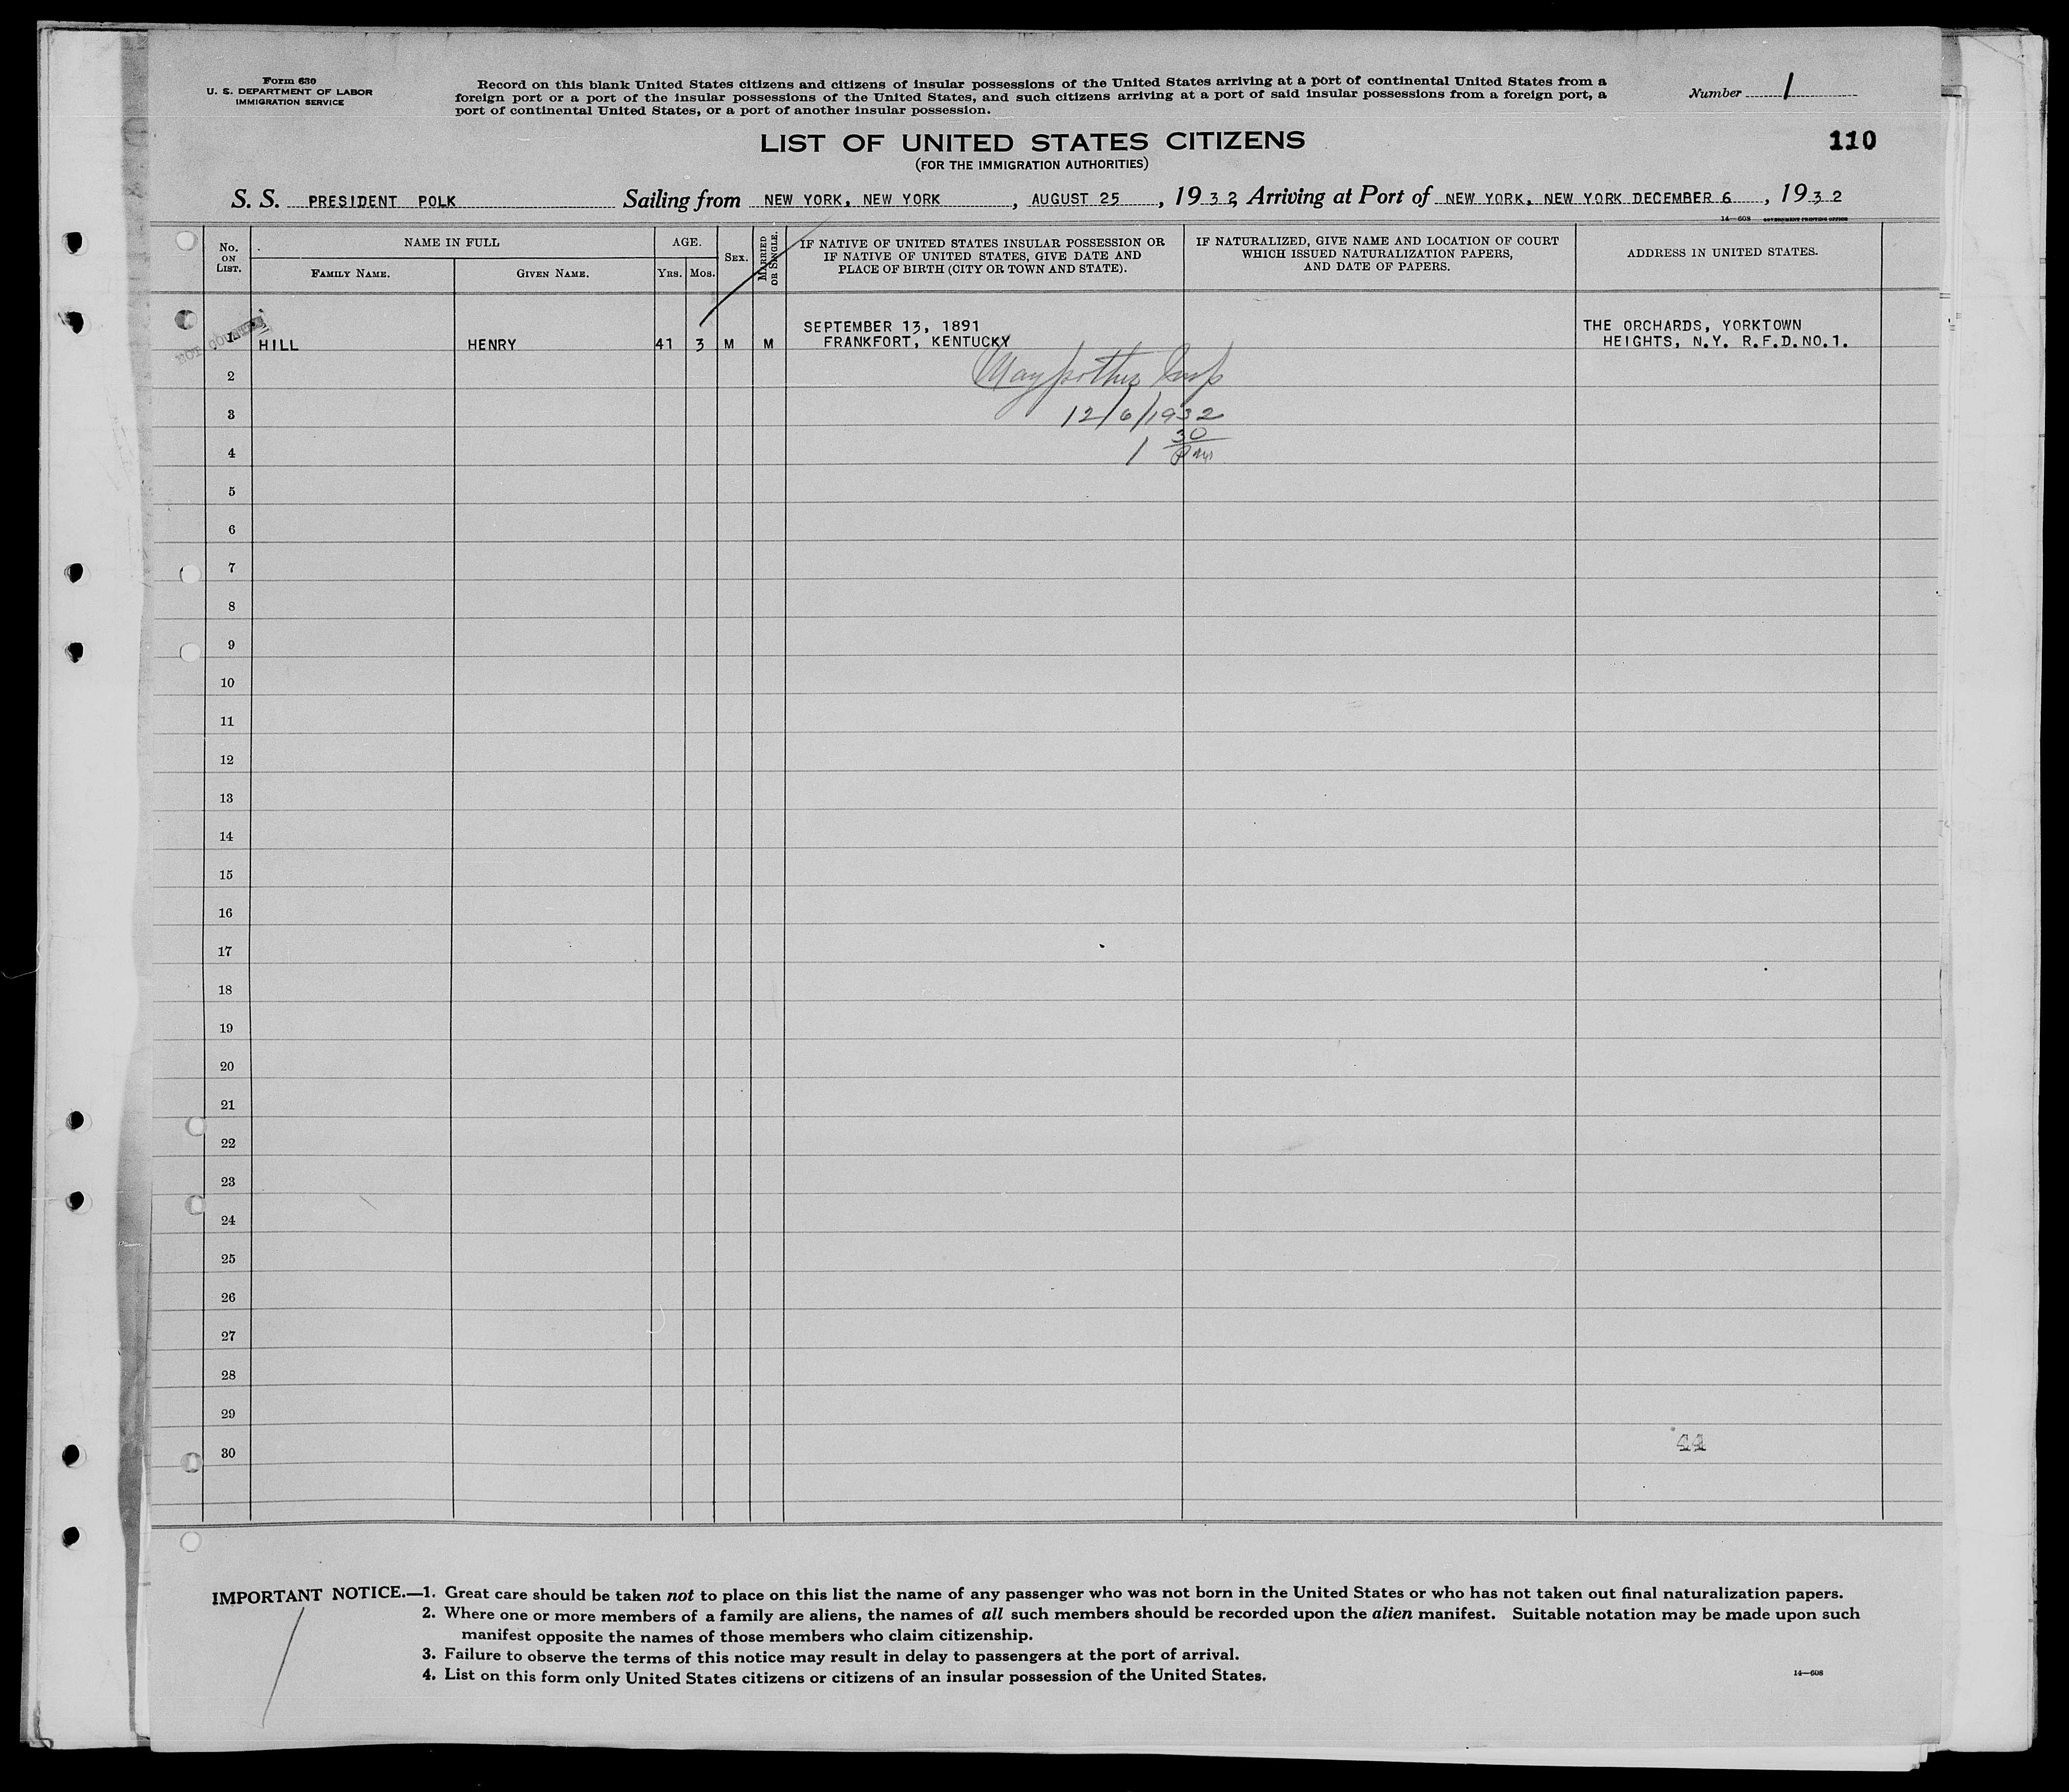 Form 630
U. S. DEPARTMENT OF LABOR
IMMIGRATION SERVICE
Record on this blank United States citizens and citizens of insular possessions of the United States arriving at a port of continental United States from a
foreign port or a port of the insular possessions of the United States, and such citizens arriving at a port of said insular possessions from a foreign port, a
port of continental United States, or a port of another insular possession.
Number 1
LIST OF UNITED STATES CITIZENS
110
(FOR THE IMMIGRATION AUTHORITIES)
S. S. PRESIDENT POLK Sailing from NEW YORK, NEW YORK, AUGUST 25, 1932, Arriving at Port of NEW YORK, NEW YORK DECEMBER 6, 1932
14—608 GOVERNMENT PRINTING OFFICE
No. ON LIST.
NAME IN FULL
FAMILY NAME.
GIVEN NAME.
AGE.
YRS.
MOS.
SEX.
MARRIED OR SINGLE.
IF NATIVE OF UNITED STATES INSULAR POSSESSION OR
IF NATIVE OF UNITED STATES, GIVE DATE AND
PLACE OF BIRTH (CITY OR TOWN AND STATE).
IF NATURALIZED, GIVE NAME AND LOCATION OF COURT
WHICH ISSUED NATURALIZATION PAPERS,
AND DATE OF PAPERS.
ADDRESS IN UNITED STATES.
SEPTEMBER 13, 1891
THE ORCHARDS, YORKTOWN
1 HILL HENRY 41 3 M M FRANKFORT, KENTUCKY HEIGHTS, N.Y. R.F.D.NO.1.
NOT
2
3 12/6/1932
4 1 30
5
6
7
8
9
10
11
12
13
14
15
16
17
18
19
20
21
22
23
24
25
26
27
28
29
44
30
IMPORTANT NOTICE.—1. Great care should be taken not to place on this list the name of any passenger who was not born in the United States or who has not taken out final naturalization papers.
2. Where one or more members of a family are aliens, the names of all such members should be recorded upon the alien manifest. Suitable notation may be made upon such
manifest opposite the names of those members who claim citizenship.
3. Failure to observe the terms of this notice may result in delay to passengers at the port of arrival.
4. List on this form only United States citizens or citizens of an insular possession of the United States.
14—608